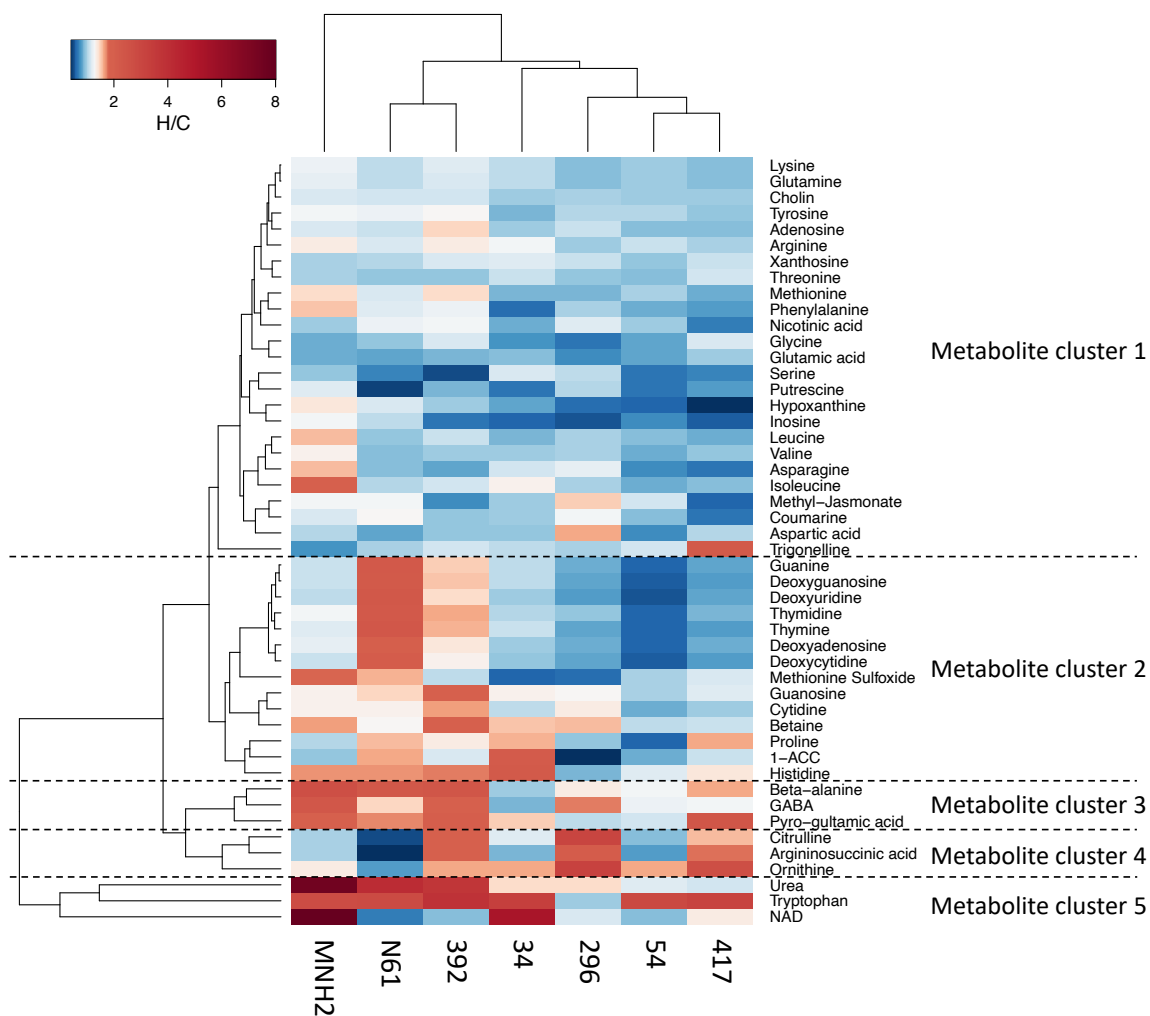 2 4 6 8
H/C
Lysine
Glutamine
Cholin
Tyrosine
Adenosine
Arginine
Xanthosine
Threonine
Methionine
Phenylalanine
Nicotinic acid
Glycine
Glutamic acid
Serine
Putrescine
Hypoxanthine
Inosine
Leucine
Valine
Asparagine
Isoleucine
Methyl−Jasmonate
Coumarine
Aspartic acid
Trigonelline
Metabolite cluster 1
Guanine
Deoxyguanosine
Deoxyuridine
Thymidine
Thymine
Deoxyadenosine
Deoxycytidine
Methionine Sulfoxide
Guanosine
Cytidine
Betaine
Proline
1−ACC
Histidine
Metabolite cluster 2
Beta−alanine
GABA
Pyro−gultamic acid
Metabolite cluster 3
Citrulline
Argininosuccinic acid
Ornithine
Metabolite cluster 4
Urea
Tryptophan
NAD
Metabolite cluster 5
MNH2 N61 392 34 296 54 417